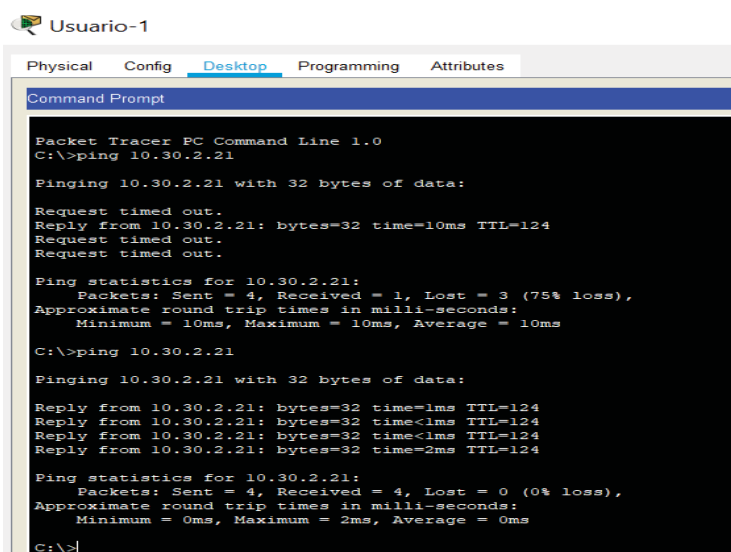 Usuario-1
Physical Config Desktop Programming Attributes
Command Prompt
Packet Tracer PC Command Line 1.0
C:\>ping 10.30.2.21
Pinging 10.30.2.21 with 32 bytes of data:
Request timed out.
Reply from 10.30.2.21: bytes=32 time=10ms TTL=124
Request timed out.
Request timed out.
Ping statistics for 10.30.2.21:
Packets: Sent = 4, Received = 1, Lost = 3 (75% loss),
Approximate round trip times in milli-seconds:
Minimum = 10ms, Maximum = 10ms, Average = 10ms
C:\>ping 10.30.2.21
Pinging 10.30.2.21 with 32 bytes of data:
Reply from 10.30.2.21: bytes=32 time=1ms TTL=124
Reply from 10.30.2.21: bytes=32 time<1ms TTL=124
Reply from 10.30.2.21: bytes=32 time<1ms TTL=124
Reply from 10.30.2.21: bytes=32 time=2ms TTL=124
Ping statistics for 10.30.2.21:
Packets: Sent = 4, Received = 4, Lost = 0 (0% loss),
Approximate round trip times in milli-seconds:
Minimum = 0ms, Maximum = 2ms, Average = 0ms
C:\>